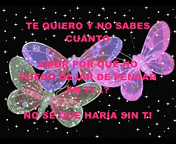 TE QUIERO Y NO SABES
CUANTO
AMOR POR QUE NO
PUEDO DEJAR DE PENSAR
EN TI
NO SE QUE HARÍA SIN TI